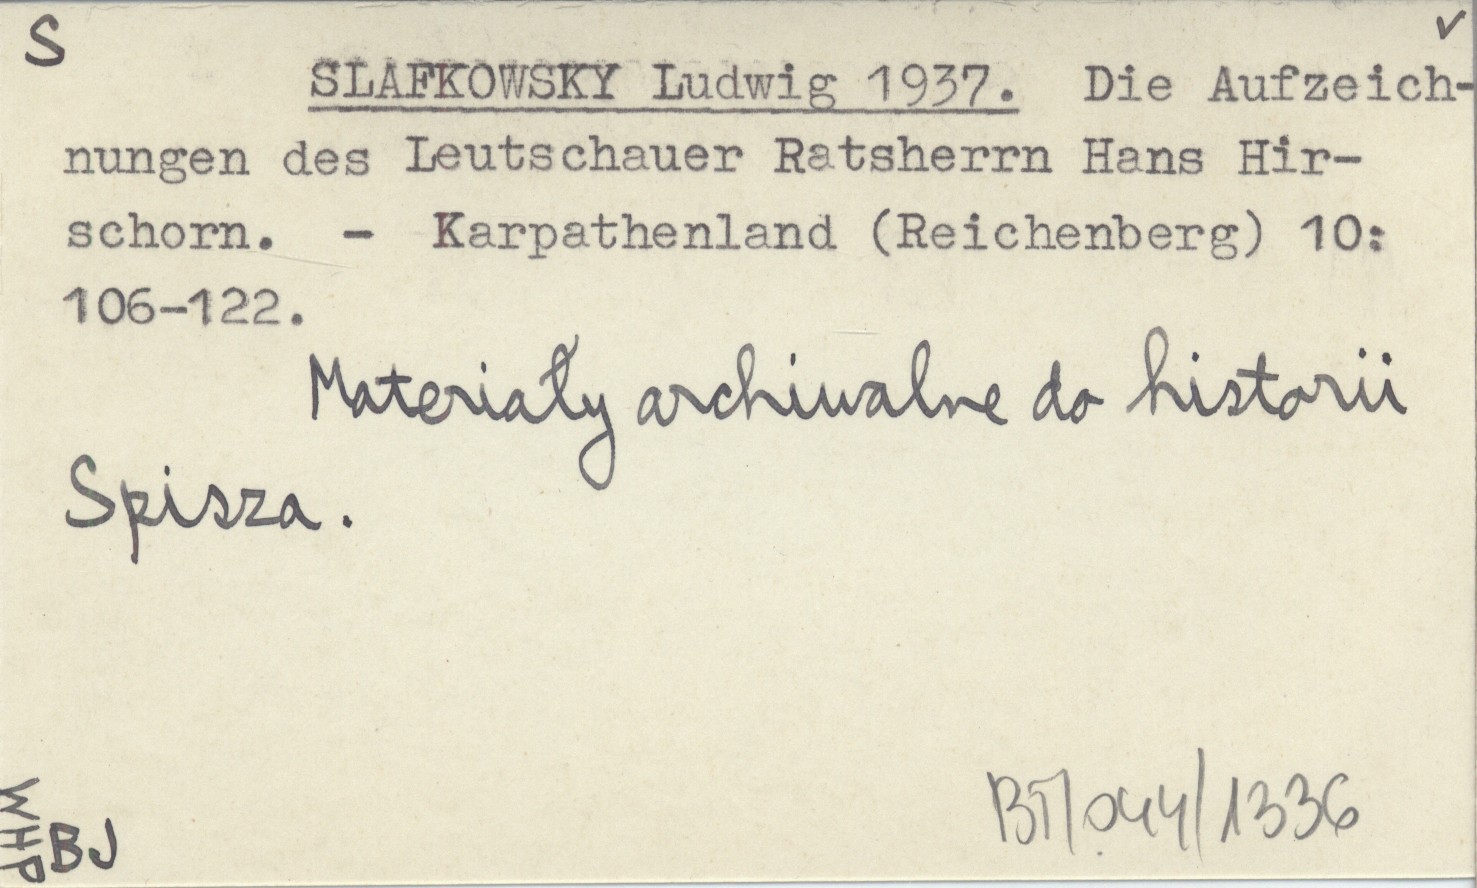 S
✓
SLAFKOWSKY Ludwig 1937. Die Aufzeich-
nungen des Leutschauer Ratsherrn Hans Hir-
schorn. - Karpathenland (Reichenberg) 10:
106-122.
Materiały archiwalne do historii
Spisza.
WHP
BJ
BT/044/1336